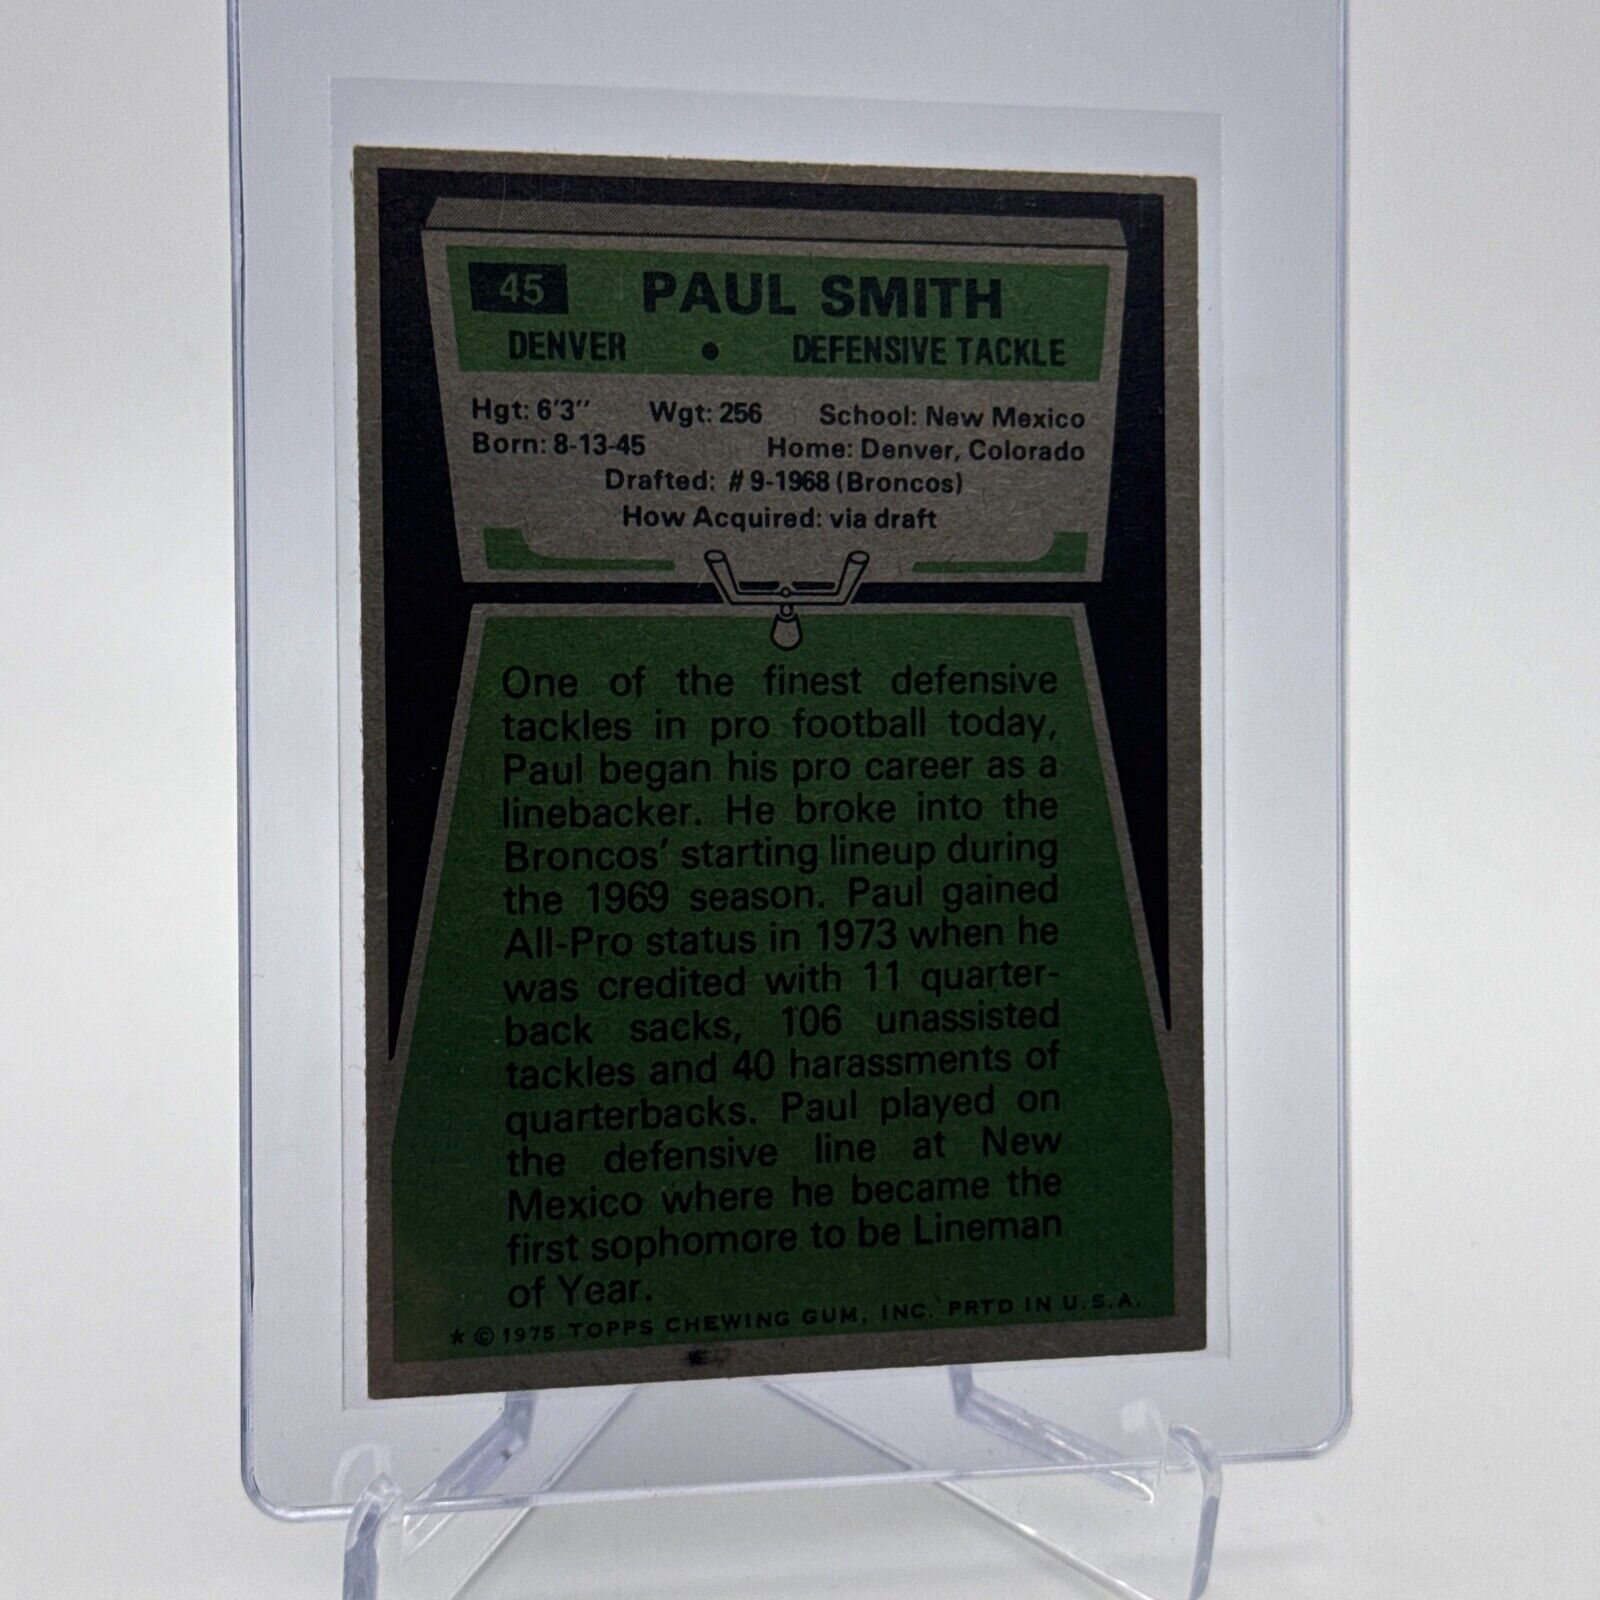 45 PAUL SMITH
DENVER • DEFENSIVE TACKLE
Hgt: 6'3" Wgt: 256 School: New Mexico
Born: 8-13-45 Home: Denver, Colorado
Drafted: #9-1968 (Broncos)
How Acquired: via draft
One of the finest defensive
tackles in pro football today,
Paul began his pro career as a
linebacker. He broke into the
Broncos' starting lineup during
the 1969 season. Paul gained
All-Pro status in 1973 when he
was credited with 11 quarter-
back sacks, 106 unassisted
tackles and 40 harassments of
quarterbacks. Paul played on
the defensive line at New
Mexico where he became the
first sophomore to be Lineman
of Year.
* © 1975 TOPPS CHEWING GUM, INC. PRTD IN U.S.A.